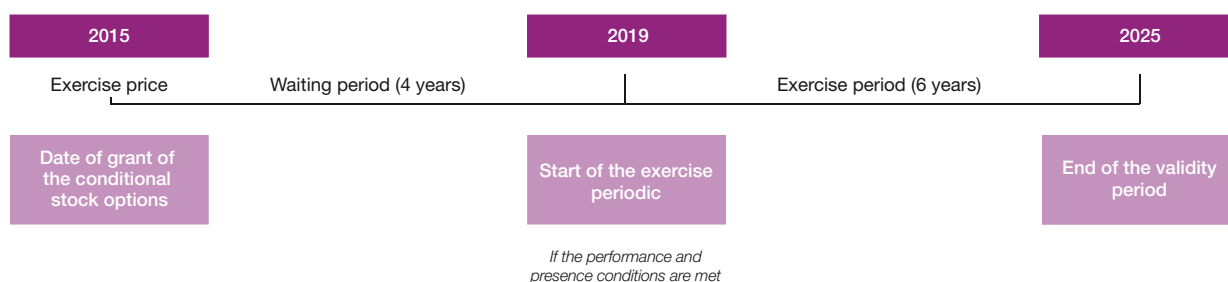 2015
2019
2025
Exercise price
Waiting period (4 years)
Exercise period (6 years)
Date of grant of
the conditional
stock options
Start of the exercise
periodic
End of the validity
period
If the performance and
presence conditions are met